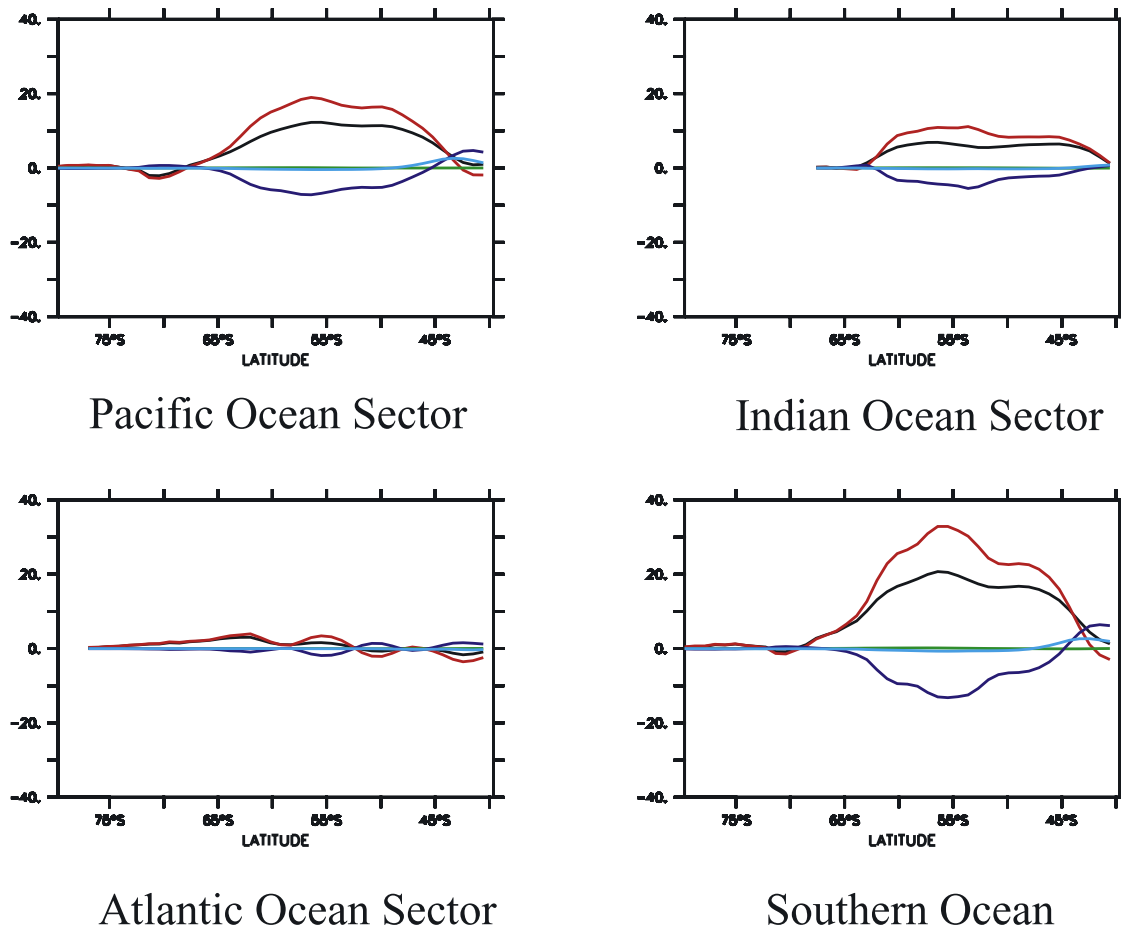 40.
20.
0.
-20.
-40.
75°S 65°S 55°S 45°S
LATITUDE
Pacific Ocean Sector
40.
20.
0.
-20.
-40.
75°S 65°S 55°S 45°S
LATITUDE
Indian Ocean Sector
40.
20.
0.
-20.
-40.
75°S 65°S 55°S 45°S
LATITUDE
Atlantic Ocean Sector
40.
20.
0.
-20.
-40.
75°S 65°S 55°S 45°S
LATITUDE
Southern Ocean